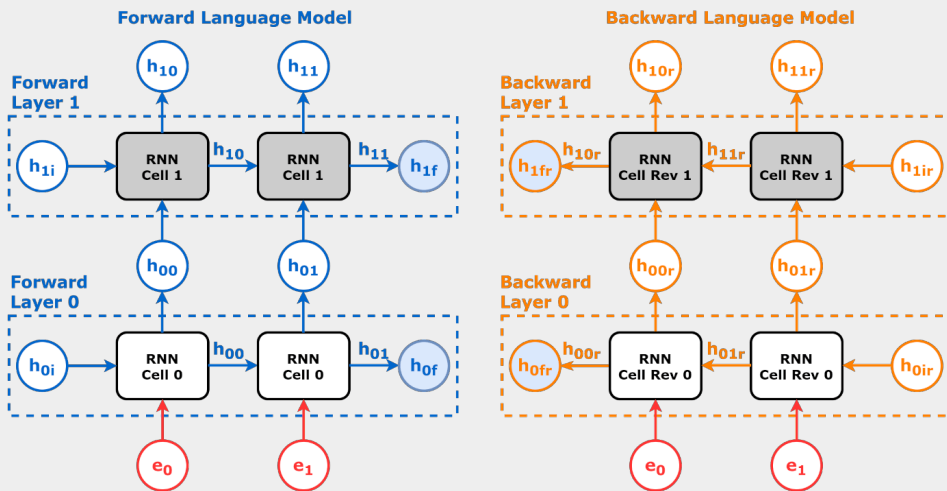 Forward Language Model
h10
h11
Forward
Layer 1
h1i
RNN
Cell 1
h10
RNN
Cell 1
h11
h1f
h00
h01
Forward
Layer 0
h0i
RNN
Cell 0
h00
RNN
Cell 0
h01
h0f
e0
e1
Backward Language Model
h10r
h11r
Backward
Layer 1
h1fr
h10r
RNN
Cell Rev 1
h11r
RNN
Cell Rev 1
h1ir
h00r
h01r
Backward
Layer 0
h0fr
h00r
RNN
Cell Rev 0
h01r
RNN
Cell Rev 0
h0ir
e0
e1